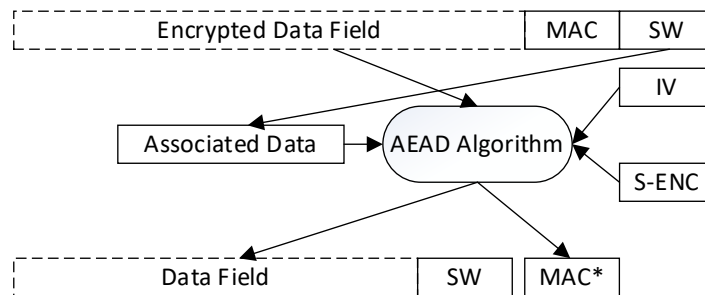 Encrypted Data Field MAC SW
IV
Associated Data AEAD Algorithm
S-ENC
Data Field SW MAC*